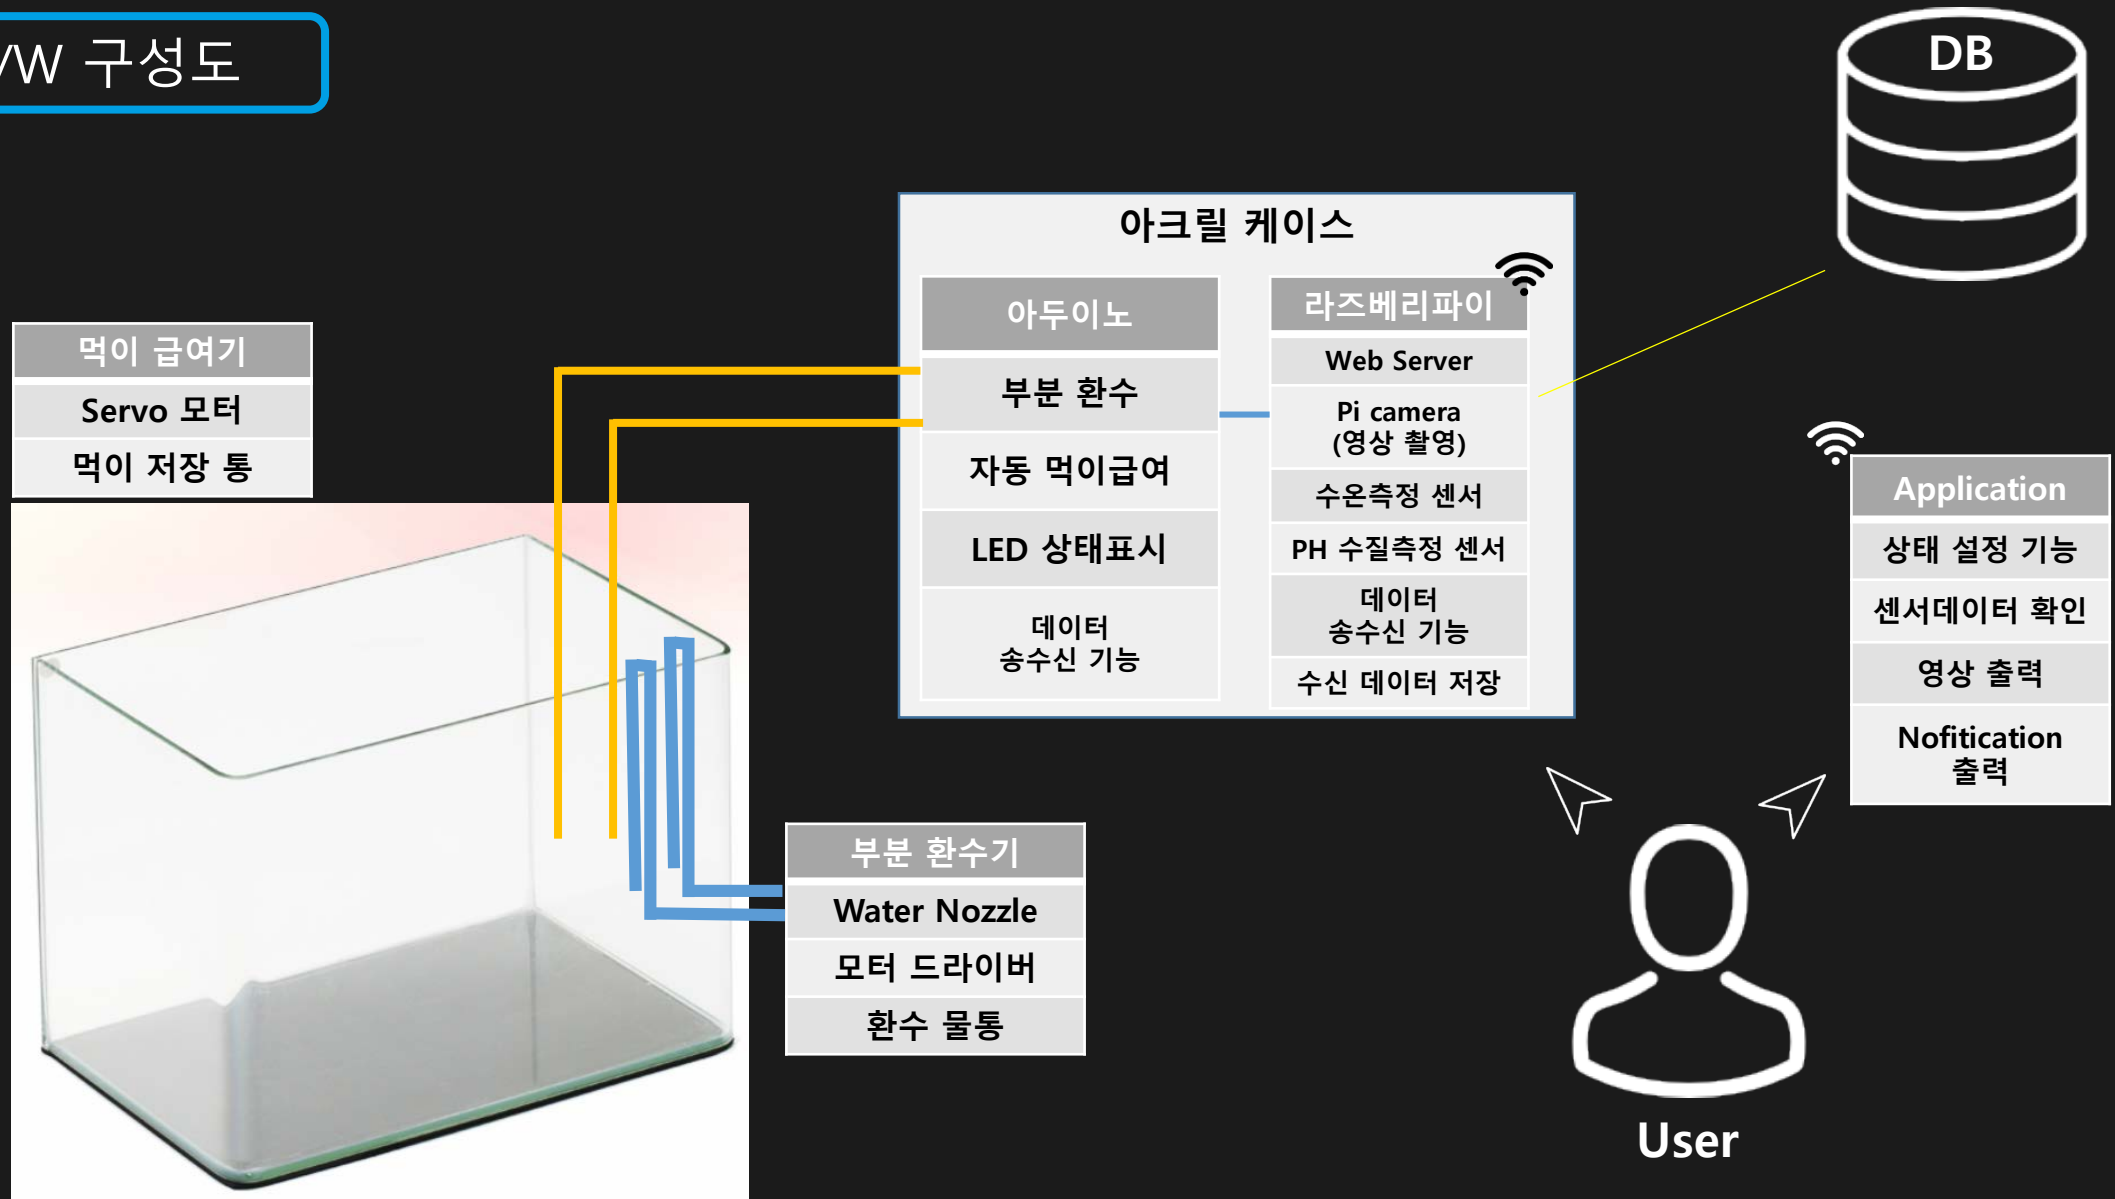 /W 구성도
DB
아크릴 케이스
아두이노
부분 환수
자동 먹이급여
LED 상태표시
데이터
송수신 기능
라즈베리파이
Web Server
Pi camera
(영상 촬영)
수온측정 센서
PH 수질측정 센서
데이터
송수신 기능
수신 데이터 저장
먹이 급여기
Servo 모터
먹이 저장 통
Application
상태 설정 기능
센서데이터 확인
영상 출력
Nofitication
출력
부분 환수기
Water Nozzle
모터 드라이버
환수 물통
User